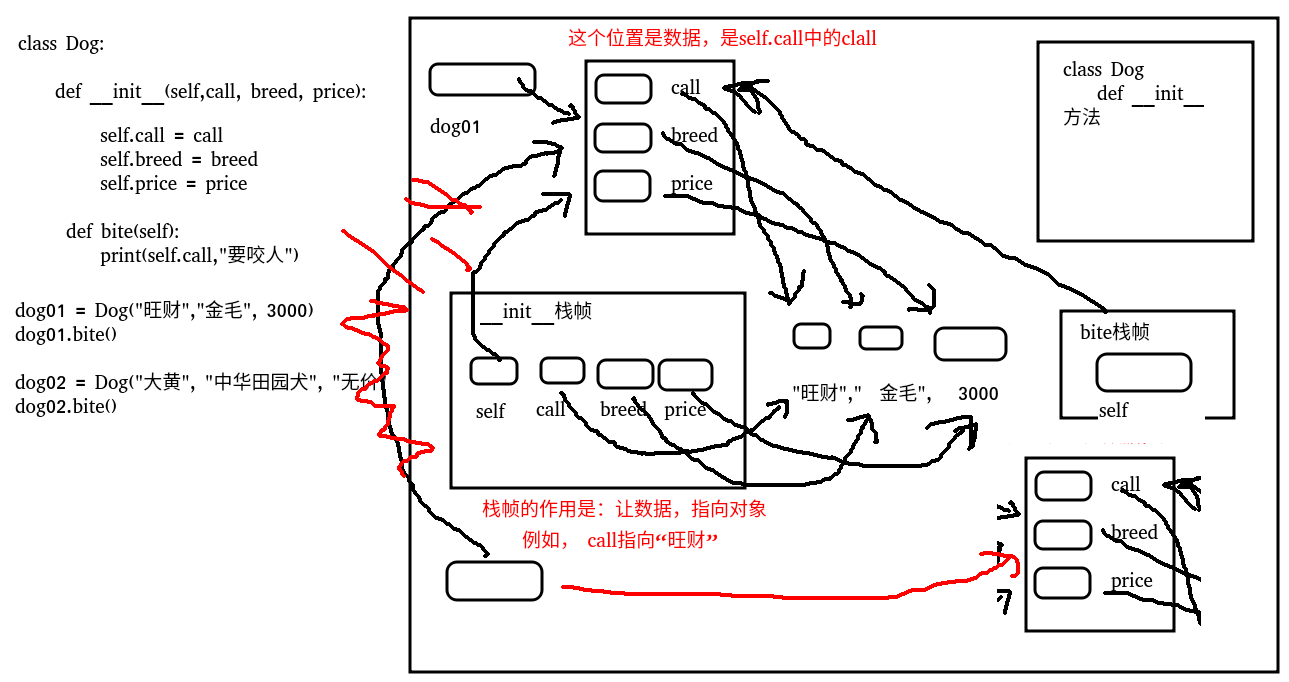 class Dog:
def __init__(self,call, breed, price):
self.call = call
self.breed = breed
self.price = price
def bite(self):
print(self.call,"要咬人")
dog01 = Dog("旺财","金毛", 3000)
dog01.bite()
dog02 = Dog("大黄", "中华田园犬", "无价
dog02.bite()
这个位置是数据，是self.call中的clall
dog01
call
breed
price
class Dog
def __init__
方法
__init__栈帧
self
call
breed
price
"旺财"," 金毛", 3000
bite栈帧
self
栈帧的作用是：让数据，指向对象
例如， call指向“旺财”
call
breed
price